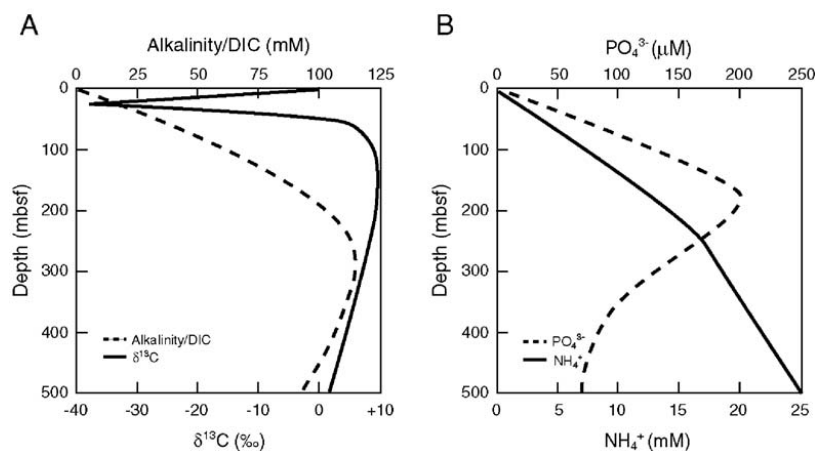 A
Alkalinity/DIC (mM)
0 25 50 75 100 125
0
100
200
300
400
500
Depth (mbsf)
Alkalinity/DIC
δ¹³C
-40 -30 -20 -10 0 +10
δ¹³C (‰)
B
PO₄³⁻(μM)
0 50 100 150 200 250
0
100
200
300
400
500
Depth (mbsf)
PO₄³⁻
NH₄⁺
0 5 10 15 20 25
NH₄⁺(mM)